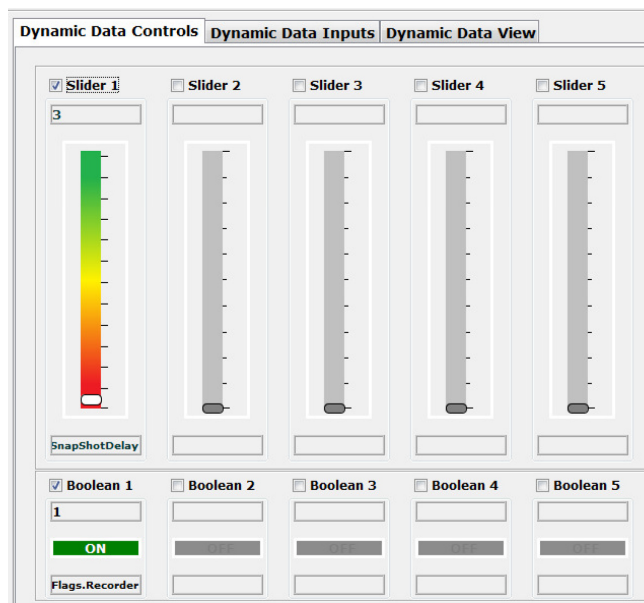 Dynamic Data Controls Dynamic Data Inputs Dynamic Data View
Slider 1 Slider 2 Slider 3 Slider 4 Slider 5
3
SnapShotDelay
Boolean 1 Boolean 2 Boolean 3 Boolean 4 Boolean 5
1
ON OFF OFF OFF OFF
Flags.Recorder